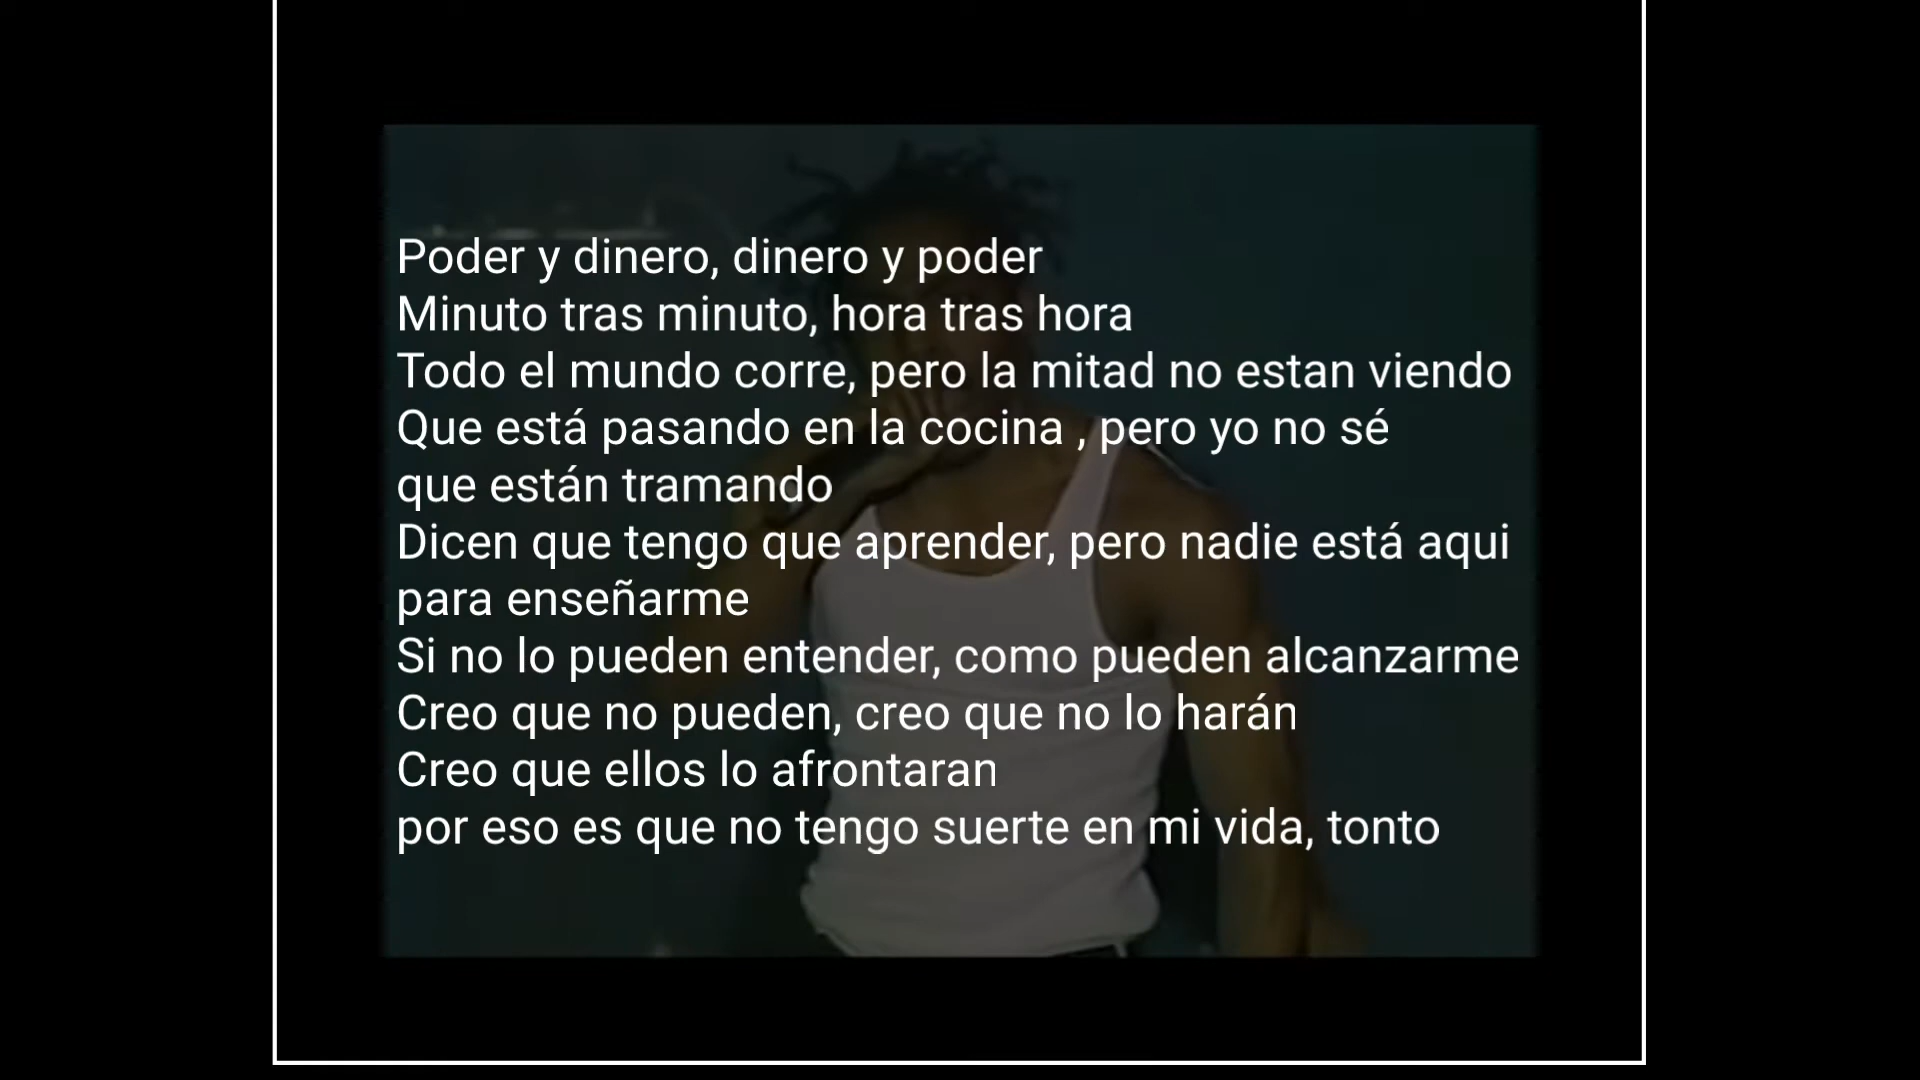 Poder y dinero, dinero y poder
Minuto tras minuto, hora tras hora
Todo el mundo corre, pero la mitad no estan viendo
Que está pasando en la cocina , pero yo no sé
que están tramando
Dicen que tengo que aprender, pero nadie está aqui
para enseñarme
Si no lo pueden entender, como pueden alcanzarme
Creo que no pueden, creo que no lo harán
Creo que ellos lo afrontaran
por eso es que no tengo suerte en mi vida, tonto